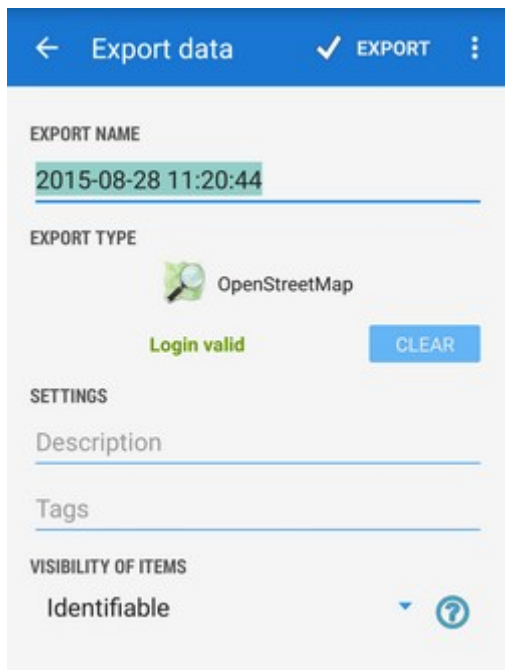 Export data EXPORT
EXPORT NAME
2015-08-28 11:20:44
EXPORT TYPE
OpenStreetMap
Login valid CLEAR
SETTINGS
Description
Tags
VISIBILITY OF ITEMS
Identifiable ?